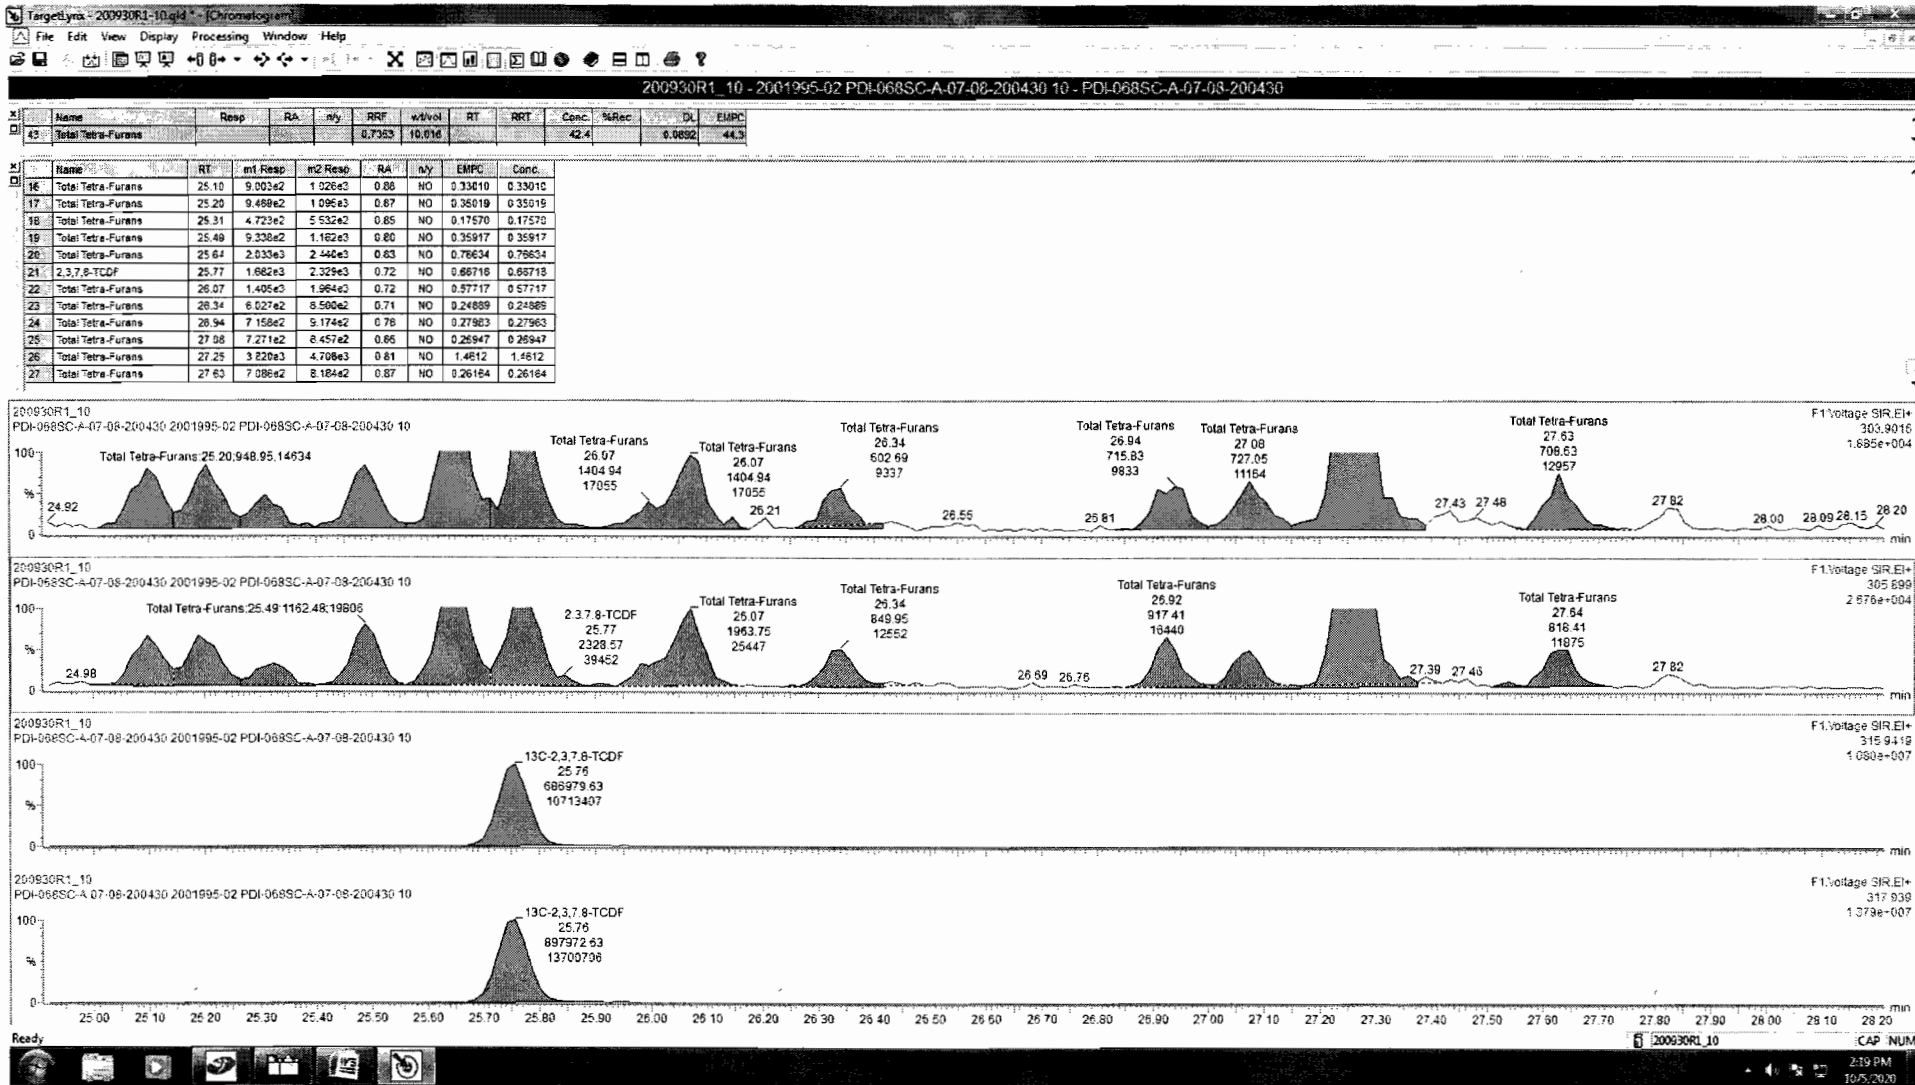 TargetLynx - 200930R1-10.qld * - [Chromatogram]
File Edit View Display Processing Window Help
200930R1_10 - 2001995-02 PDI-068SC-A-07-08-200430 10 - PDI-068SC-A-07-08-200430
Name Resp RA n/y RRF wt/vol RT RRT Conc. %Rec DL EMPC
43 Total Tetra-Furans 0.7353 10.016 42.4 0.0892 44.3
Name RT m1 Resp m2 Resp RA n/y EMPC Conc.
16 Total Tetra-Furans 25.10 9.003e2 1.026e3 0.88 NO 0.33010 0.33010
17 Total Tetra-Furans 25.20 9.489e2 1.095e3 0.87 NO 0.35019 0.35019
18 Total Tetra-Furans 25.31 4.723e2 5.532e2 0.85 NO 0.17570 0.17570
19 Total Tetra-Furans 25.49 9.338e2 1.162e3 0.80 NO 0.35917 0.35917
20 Total Tetra-Furans 25.64 2.033e3 2.440e3 0.83 NO 0.76634 0.76634
21 2,3,7,8-TCDF 25.77 1.682e3 2.329e3 0.72 NO 0.68718 0.68718
22 Total Tetra-Furans 26.07 1.405e3 1.964e3 0.72 NO 0.57717 0.57717
23 Total Tetra-Furans 26.34 6.027e2 8.500e2 0.71 NO 0.24889 0.24889
24 Total Tetra-Furans 26.94 7.158e2 9.174e2 0.78 NO 0.27983 0.27983
25 Total Tetra-Furans 27.08 7.271e2 8.457e2 0.86 NO 0.26947 0.26947
26 Total Tetra-Furans 27.25 3.820e3 4.708e3 0.81 NO 1.4612 1.4612
27 Total Tetra-Furans 27.63 7.086e2 8.184e2 0.87 NO 0.26164 0.26164
200930R1_10
PDI-068SC-A-07-08-200430 2001995-02 PDI-068SC-A-07-08-200430 10
F1:Voltage SIR,EI+
303.9016
1.685e+004
Total Tetra-Furans;25.20;948.95;14634
Total Tetra-Furans
26.07
1404.94
17055
Total Tetra-Furans
26.07
1404.94
17055
Total Tetra-Furans
26.34
602.69
9337
Total Tetra-Furans
26.94
715.83
9833
Total Tetra-Furans
27.08
727.05
11164
Total Tetra-Furans
27.63
708.63
12957
24.92 26.21 26.55 26.81 27.43 27.48 27.82 28.00 28.09 28.15 28.20
100
%
0
min
200930R1_10
PDI-068SC-A-07-08-200430 2001995-02 PDI-068SC-A-07-08-200430 10
F1:Voltage SIR,EI+
305.899
2.676e+004
Total Tetra-Furans;25.49;1162.48;19806
2,3,7,8-TCDF
25.77
2328.57
39452
Total Tetra-Furans
26.07
1963.75
25447
Total Tetra-Furans
26.34
849.95
12552
Total Tetra-Furans
26.92
917.41
16440
Total Tetra-Furans
27.64
818.41
11875
24.98 26.69 26.76 27.39 27.46 27.82
100
%
0
min
200930R1_10
PDI-068SC-A-07-08-200430 2001995-02 PDI-068SC-A-07-08-200430 10
F1:Voltage SIR,EI+
315.9419
1.080e+007
13C-2,3,7,8-TCDF
25.76
686979.63
10713407
100
%
0
min
200930R1_10
PDI-068SC-A-07-08-200430 2001995-02 PDI-068SC-A-07-08-200430 10
F1:Voltage SIR,EI+
317.939
1.379e+007
13C-2,3,7,8-TCDF
25.76
897972.63
13700796
100
%
0
min
25.00 25.10 25.20 25.30 25.40 25.50 25.60 25.70 25.80 25.90 26.00 26.10 26.20 26.30 26.40 26.50 26.60 26.70 26.80 26.90 27.00 27.10 27.20 27.30 27.40 27.50 27.60 27.70 27.80 27.90 28.00 28.10 28.20
Ready 200930R1_10 CAP NUM
2:19 PM
10/5/2020